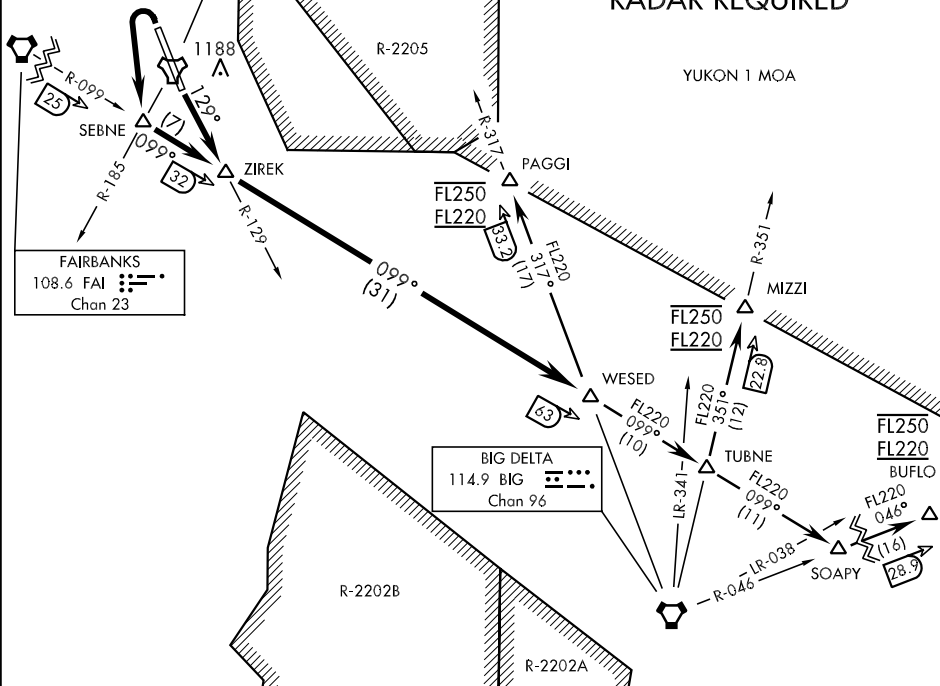 RADAR REQUIRED
R-2205
YUKON 1 MOA
1188
R-099
25
129°
SEBNE
(7)
099°
32
ZIREK
R-185
R-129
R-317
PAGGI
FL250
FL220
33.2
FL220
317°
(17)
R-351
FAIRBANKS
108.6 FAI
Chan 23
099°
(31)
MIZZI
FL250
FL220
22.8
FL220
351°
(12)
WESED
63
FL220
099°
(10)
FL250
FL220
BUFLO
BIG DELTA
114.9 BIG
Chan 96
LR-341
TUBNE
FL220
099°
(11)
FL220
046°
(16)
28.9
SOAPY
LR-038
R-046
R-2202B
R-2202A